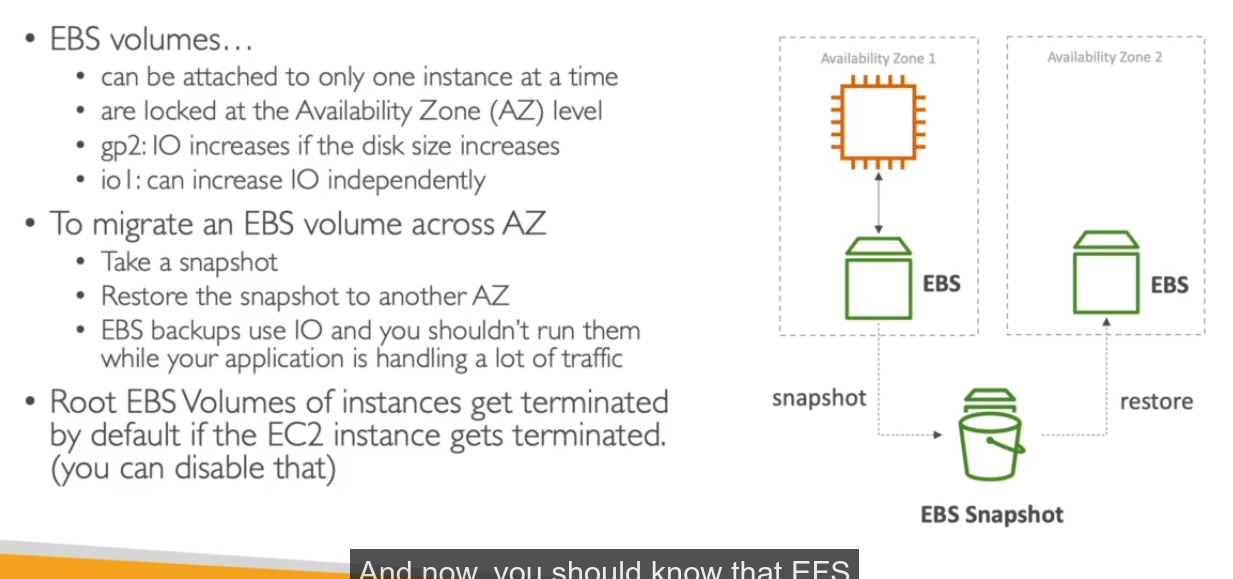 • EBS volumes...
• can be attached to only one instance at a time
• are locked at the Availability Zone (AZ) level
• gp2: IO increases if the disk size increases
• io1: can increase IO independently
• To migrate an EBS volume across AZ
• Take a snapshot
• Restore the snapshot to another AZ
• EBS backups use IO and you shouldn't run them
while your application is handling a lot of traffic
• Root EBS Volumes of instances get terminated
by default if the EC2 instance gets terminated.
(you can disable that)
Availability Zone 1
EBS
Availability Zone 2
EBS
snapshot
restore
EBS Snapshot
And now, you should know that EFS